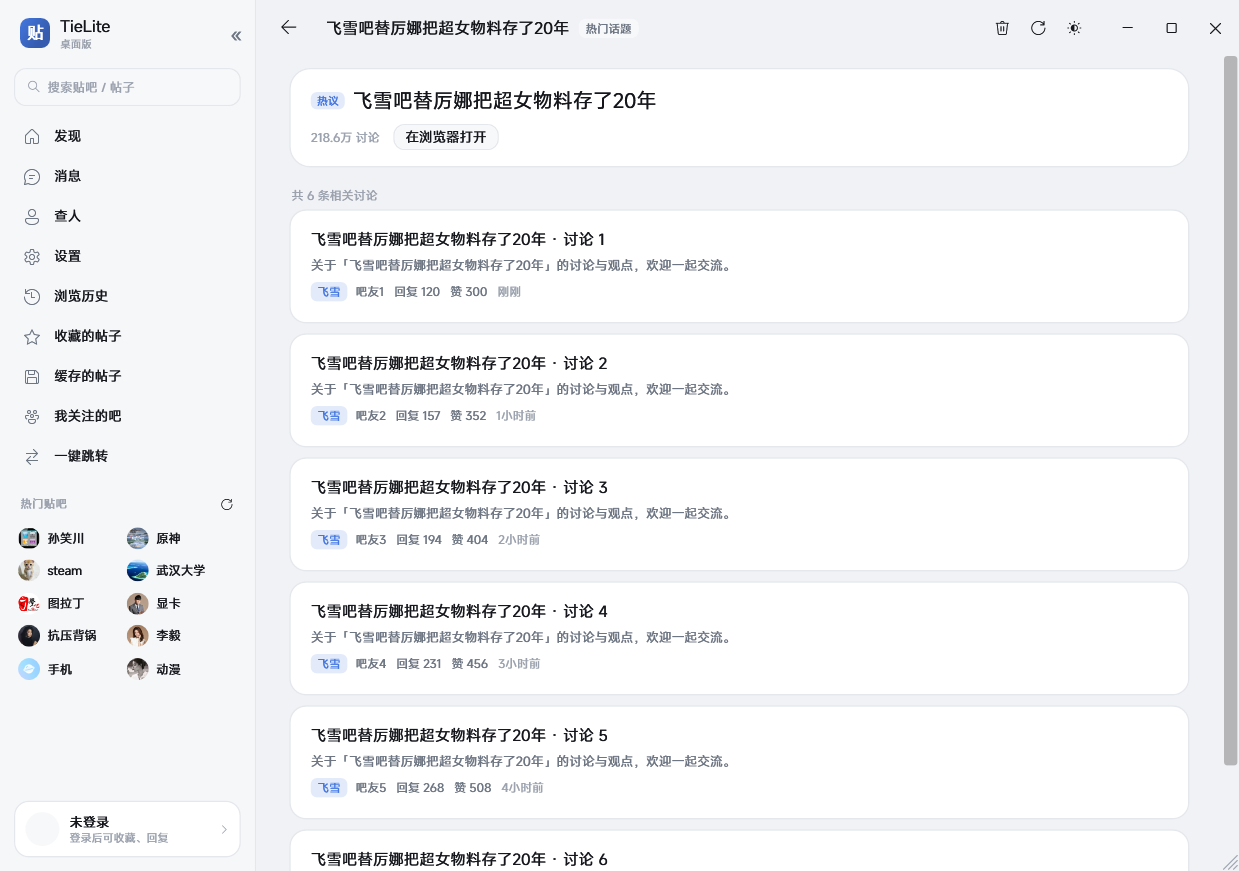 贴
TieLite
桌面版
«
搜索贴吧 / 帖子
发现
消息
查人
设置
浏览历史
收藏的帖子
缓存的帖子
我关注的吧
一键跳转
热门贴吧
孙笑川
原神
steam
武汉大学
图拉丁
显卡
抗压背锅
李毅
手机
动漫
未登录
登录后可收藏、回复
飞雪吧替厉娜把超女物料存了20年 热门话题
热议 飞雪吧替厉娜把超女物料存了20年
218.6万 讨论 在浏览器打开
共 6 条相关讨论
飞雪吧替厉娜把超女物料存了20年 · 讨论 1
关于「飞雪吧替厉娜把超女物料存了20年」的讨论与观点，欢迎一起交流。
飞雪 吧友1 回复 120 赞 300 刚刚
飞雪吧替厉娜把超女物料存了20年 · 讨论 2
关于「飞雪吧替厉娜把超女物料存了20年」的讨论与观点，欢迎一起交流。
飞雪 吧友2 回复 157 赞 352 1小时前
飞雪吧替厉娜把超女物料存了20年 · 讨论 3
关于「飞雪吧替厉娜把超女物料存了20年」的讨论与观点，欢迎一起交流。
飞雪 吧友3 回复 194 赞 404 2小时前
飞雪吧替厉娜把超女物料存了20年 · 讨论 4
关于「飞雪吧替厉娜把超女物料存了20年」的讨论与观点，欢迎一起交流。
飞雪 吧友4 回复 231 赞 456 3小时前
飞雪吧替厉娜把超女物料存了20年 · 讨论 5
关于「飞雪吧替厉娜把超女物料存了20年」的讨论与观点，欢迎一起交流。
飞雪 吧友5 回复 268 赞 508 4小时前
飞雪吧替厉娜把超女物料存了20年 · 讨论 6